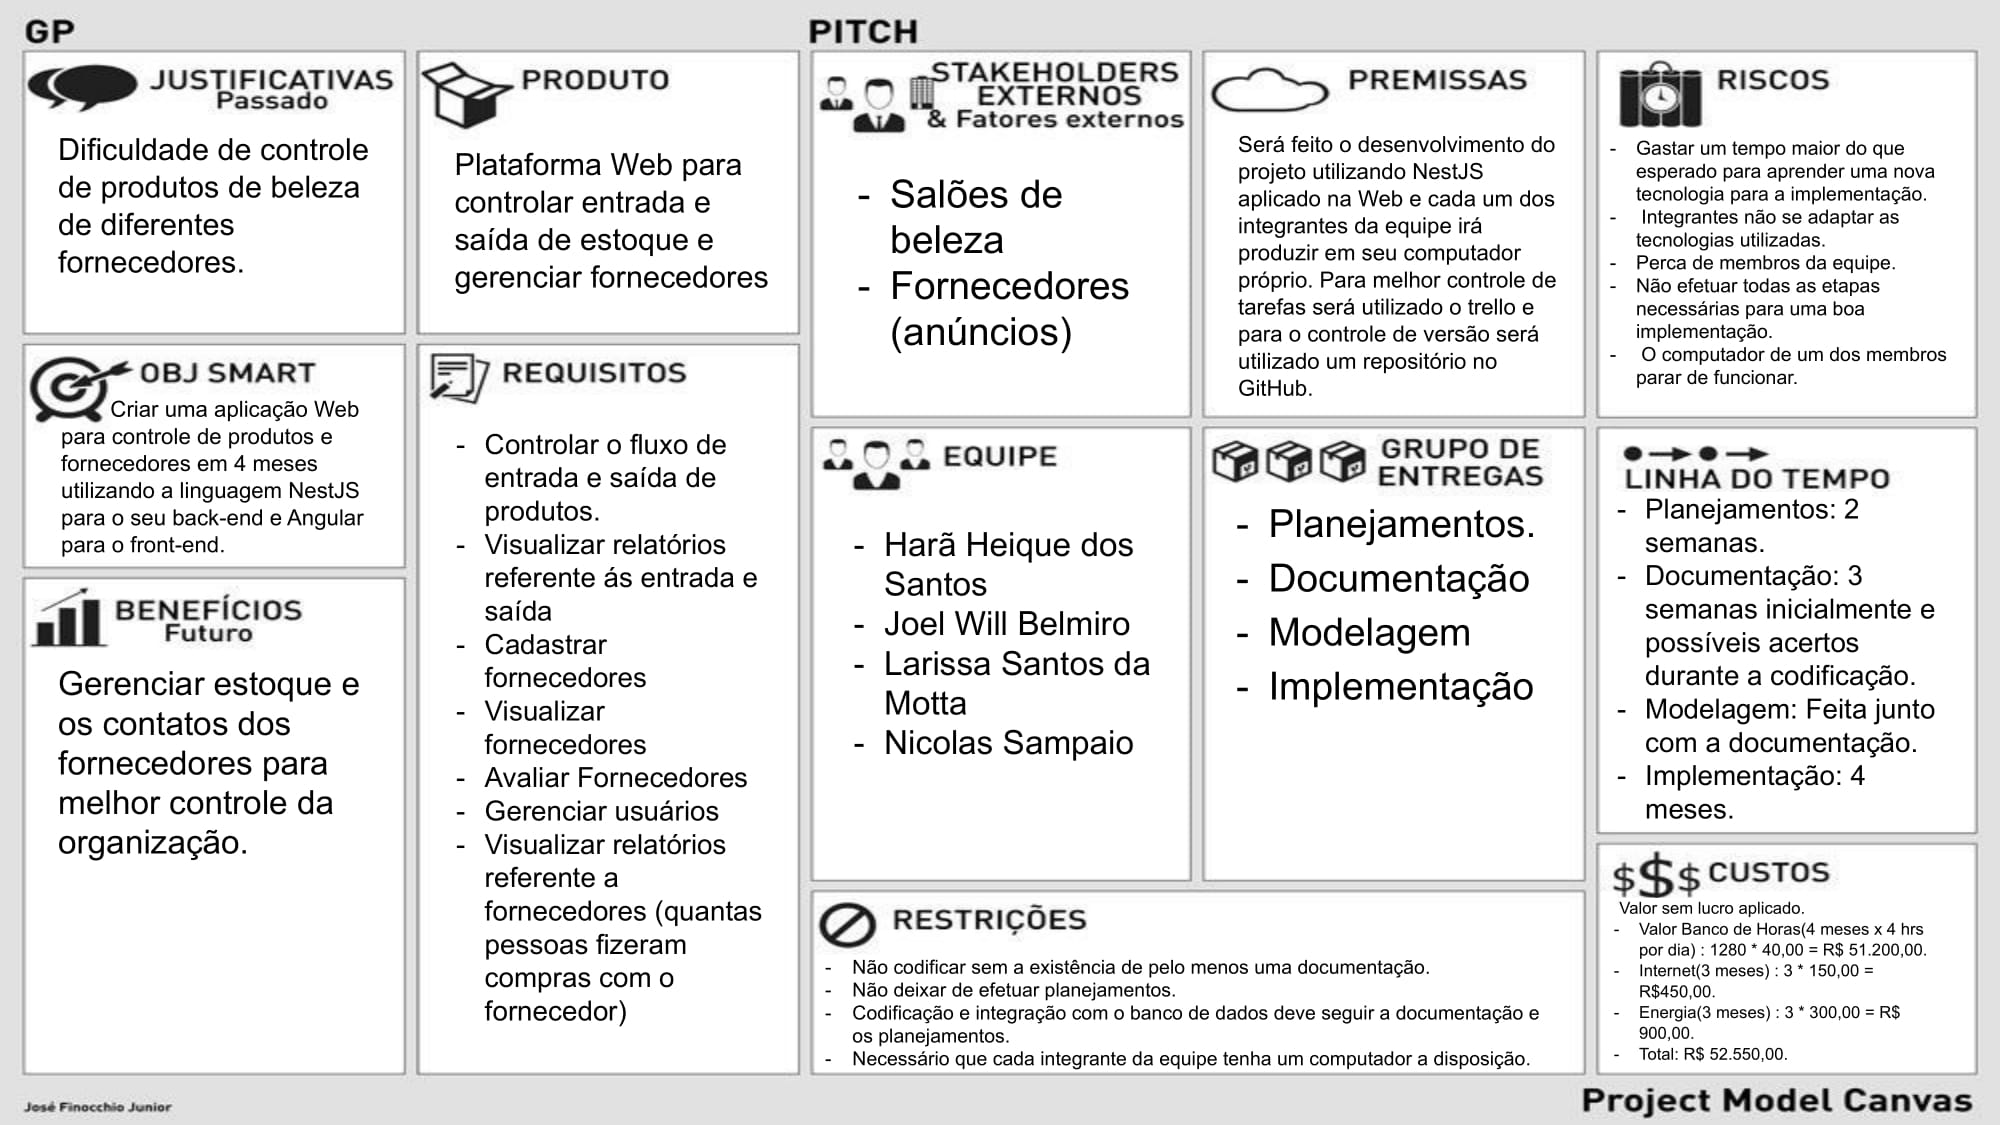 GP
JUSTIFICATIVAS
Passado
Dificuldade de controle
de produtos de beleza
de diferentes
fornecedores.
OBJ SMART
Criar uma aplicação Web
para controle de produtos e
fornecedores em 4 meses
utilizando a linguagem NestJS
para o seu back-end e Angular
para o front-end.
BENEFÍCIOS
Futuro
Gerenciar estoque e
os contatos dos
fornecedores para
melhor controle da
organização.
PRODUTO
Plataforma Web para
controlar entrada e
saída de estoque e
gerenciar fornecedores
REQUISITOS
- Controlar o fluxo de
entrada e saída de
produtos.
- Visualizar relatórios
referente ás entrada e
saída
- Cadastrar
fornecedores
- Visualizar
fornecedores
- Avaliar Fornecedores
- Gerenciar usuários
- Visualizar relatórios
referente a
fornecedores (quantas
pessoas fizeram
compras com o
fornecedor)
PITCH
STAKEHOLDERS
EXTERNOS
& Fatores externos
- Salões de
beleza
- Fornecedores
(anúncios)
EQUIPE
- Harã Heique dos
Santos
- Joel Will Belmiro
- Larissa Santos da
Motta
- Nicolas Sampaio
PREMISSAS
Será feito o desenvolvimento do
projeto utilizando NestJS
aplicado na Web e cada um dos
integrantes da equipe irá
produzir em seu computador
próprio. Para melhor controle de
tarefas será utilizado o trello e
para o controle de versão será
utilizado um repositório no
GitHub.
GRUPO DE
ENTREGAS
- Planejamentos.
- Documentação
- Modelagem
- Implementação
RESTRIÇÕES
- Não codificar sem a existência de pelo menos uma documentação.
- Não deixar de efetuar planejamentos.
- Codificação e integração com o banco de dados deve seguir a documentação e
os planejamentos.
- Necessário que cada integrante da equipe tenha um computador a disposição.
RISCOS
- Gastar um tempo maior do que
esperado para aprender uma nova
tecnologia para a implementação.
- Integrantes não se adaptar as
tecnologias utilizadas.
- Perca de membros da equipe.
- Não efetuar todas as etapas
necessárias para uma boa
implementação.
- O computador de um dos membros
parar de funcionar.
LINHA DO TEMPO
- Planejamentos: 2
semanas.
- Documentação: 3
semanas inicialmente e
possíveis acertos
durante a codificação.
- Modelagem: Feita junto
com a documentação.
- Implementação: 4
meses.
$$$ CUSTOS
Valor sem lucro aplicado.
- Valor Banco de Horas(4 meses x 4 hrs
por dia) : 1280 * 40,00 = R$ 51.200,00.
- Internet(3 meses) : 3 * 150,00 =
R$450,00.
- Energia(3 meses) : 3 * 300,00 = R$
900,00.
- Total: R$ 52.550,00.
José Finocchio Junior
Project Model Canvas